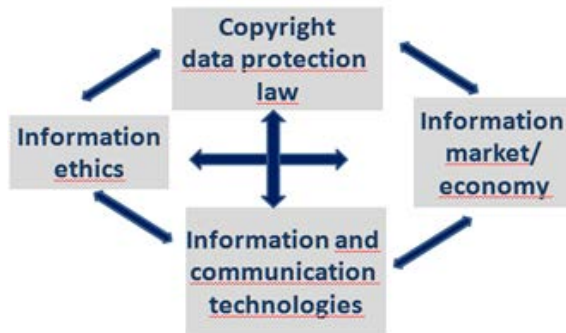 Copyright
data protection
law
Information
ethics
Information
market/
economy
Information and
communication
technologies